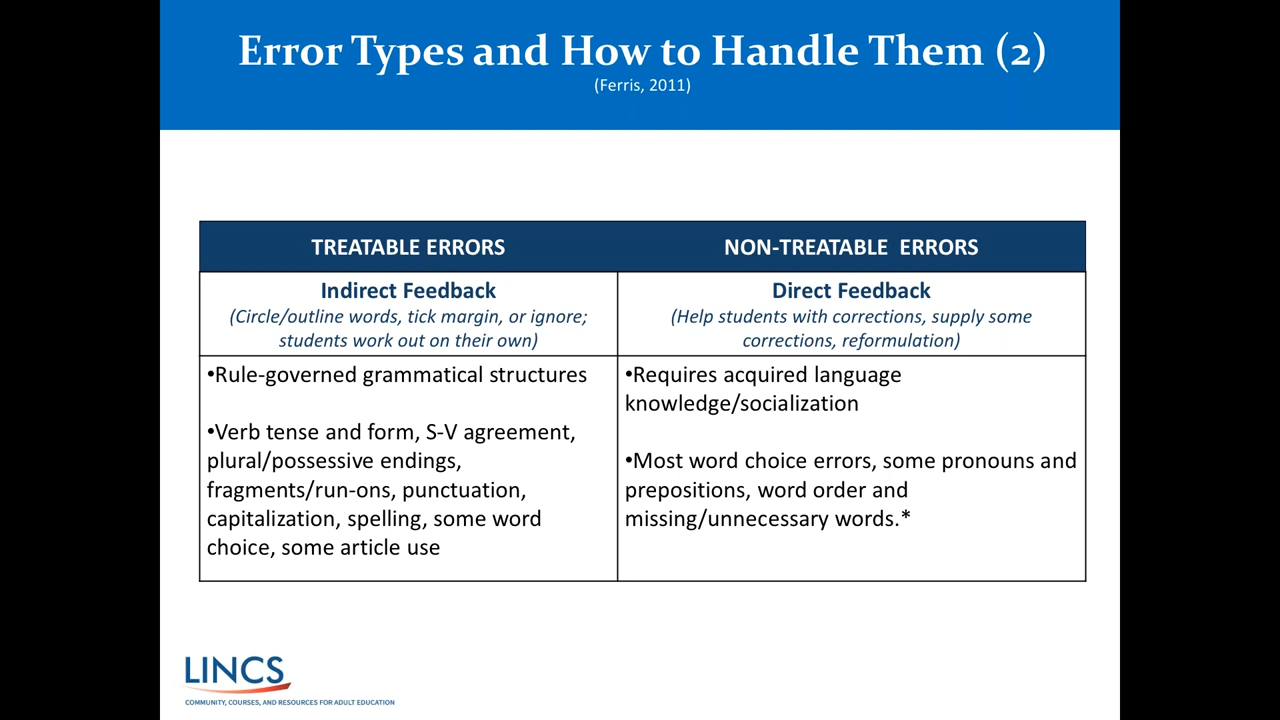 Error Types and How to Handle Them (2)
(Ferris, 2011)
TREATABLE ERRORS
NON-TREATABLE ERRORS
Indirect Feedback
(Circle/outline words, tick margin, or ignore;
students work out on their own)
Direct Feedback
(Help students with corrections, supply some
corrections, reformulation)
•Rule-governed grammatical structures
•Verb tense and form, S-V agreement,
plural/possessive endings,
fragments/run-ons, punctuation,
capitalization, spelling, some word
choice, some article use
•Requires acquired language
knowledge/socialization
•Most word choice errors, some pronouns and
prepositions, word order and
missing/unnecessary words.*
LINCS
COMMUNITY, COURSES, AND RESOURCES FOR ADULT EDUCATION